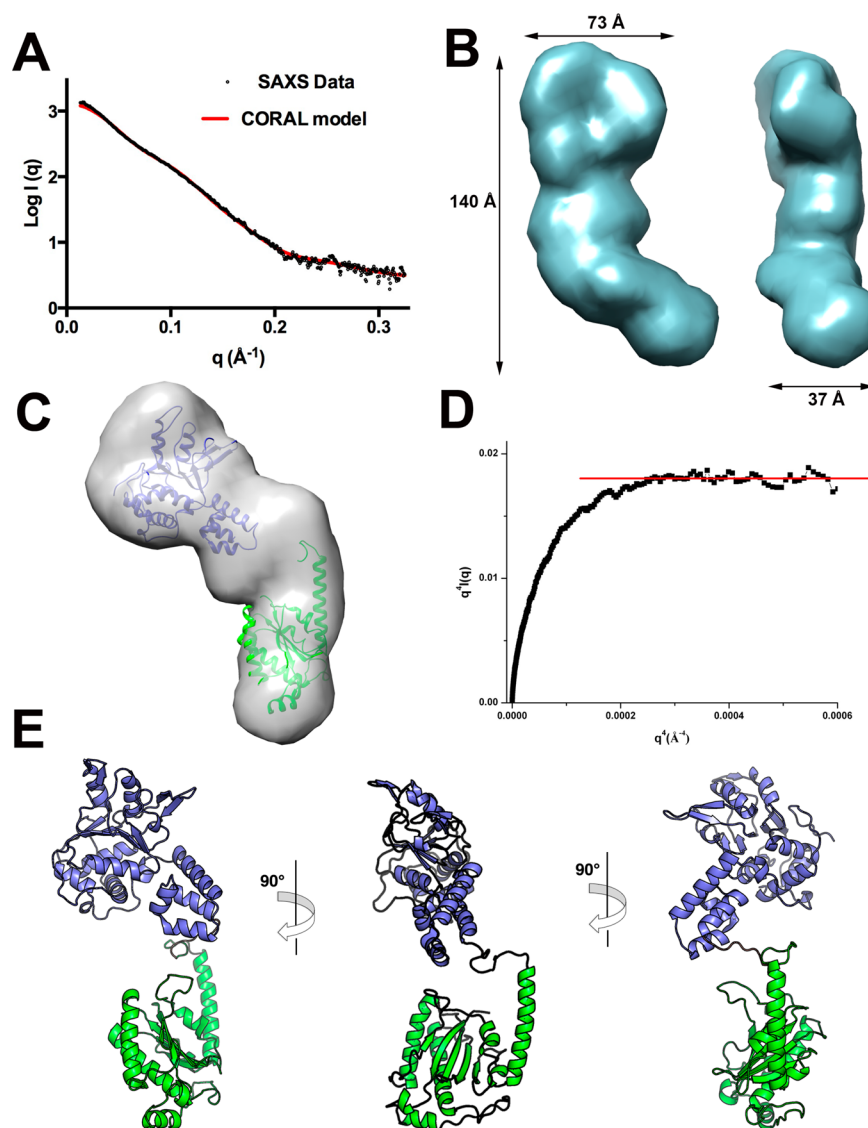 A
SAXS Data
CORAL model
Log I (q)
3
2
1
0
0.0
0.1
0.2
0.3
q (Å⁻¹)
B
73 Å
140 Å
37 Å
C
D
q⁴I(q)
0.02
0.01
0.00
0.0000
0.0002
0.0004
0.0006
q⁴(Å⁻⁴)
E
90°
90°